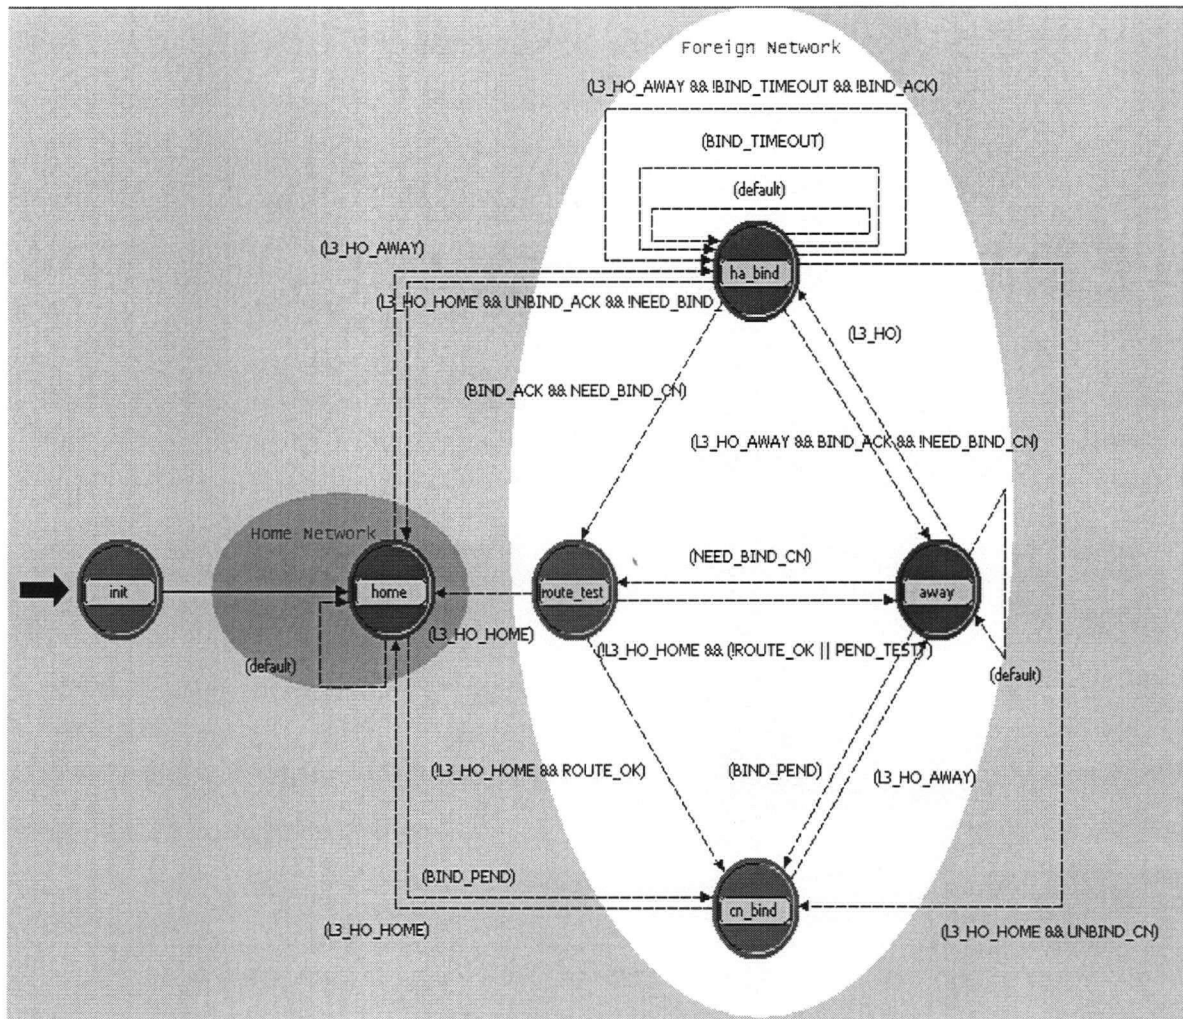 Foreign Network
(L3_HO_AWAY && !BIND_TIMEOUT && !BIND_ACK)
(BIND_TIMEOUT)
(default)
(L3_HO_AWAY)
ha_bind
(L3_HO_HOME && UNBIND_ACK && !NEED_BIND_
(L3_HO)
(BIND_ACK && NEED_BIND_CN)
(L3_HO_AWAY && BIND_ACK && !NEED_BIND_CN)
Home Network
(NEED_BIND_CN)
init
home
route_test
away
(L3_HO_HOME)
(!L3_HO_HOME && (!ROUTE_OK || PEND_TEST))
(default)
(default)
(!L3_HO_HOME && ROUTE_OK)
(BIND_PEND)
(L3_HO_AWAY)
(BIND_PEND)
cn_bind
(L3_HO_HOME)
(L3_HO_HOME && UNBIND_CN)